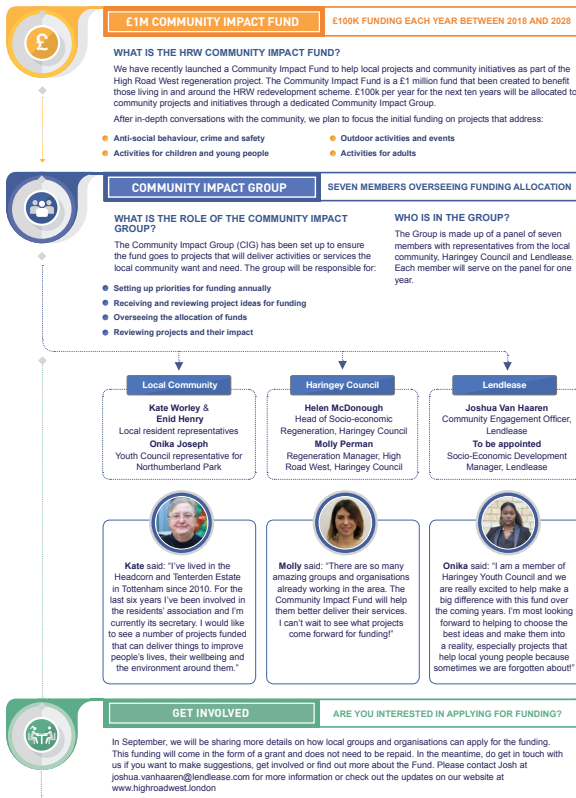 £
£1M COMMUNITY IMPACT FUND
£100K FUNDING EACH YEAR BETWEEN 2018 AND 2028
WHAT IS THE HRW COMMUNITY IMPACT FUND?
We have recently launched a Community Impact Fund to help local projects and community initiatives as part of the
High Road West regeneration project. The Community Impact Fund is a £1 million fund that been created to benefit
those living in and around the HRW redevelopment scheme. £100k per year for the next ten years will be allocated to
community projects and initiatives through a dedicated Community Impact Group.
After in-depth conversations with the community, we plan to focus the initial funding on projects that address:
Anti-social behaviour, crime and safety
Activities for children and young people
Outdoor activities and events
Activities for adults
COMMUNITY IMPACT GROUP
SEVEN MEMBERS OVERSEEING FUNDING ALLOCATION
WHAT IS THE ROLE OF THE COMMUNITY IMPACT
GROUP?
The Community Impact Group (CIG) has been set up to ensure
the fund goes to projects that will deliver activities or services the
local community want and need. The group will be responsible for:
Setting up priorities for funding annually
Receiving and reviewing project ideas for funding
Overseeing the allocation of funds
Reviewing projects and their impact
WHO IS IN THE GROUP?
The Group is made up of a panel of seven
members with representatives from the local
community, Haringey Council and Lendlease.
Each member will serve on the panel for one
year.
Local Community
Kate Worley &
Enid Henry
Local resident representatives
Onika Joseph
Youth Council representative for
Northumberland Park
Haringey Council
Helen McDonough
Head of Socio-economic
Regeneration, Haringey Council
Molly Perman
Regeneration Manager, High
Road West, Haringey Council
Lendlease
Joshua Van Haaren
Community Engagement Officer,
Lendlease
To be appointed
Socio-Economic Development
Manager, Lendlease
Kate said: “I’ve lived in the
Headcorn and Tenterden Estate
in Tottenham since 2010. For the
last six years I’ve been involved in
the residents’ association and I’m
currently its secretary. I would like
to see a number of projects funded
that can deliver things to improve
people’s lives, their wellbeing and
the environment around them.”
Molly said: “There are so many
amazing groups and organisations
already working in the area. The
Community Impact Fund will help
them better deliver their services.
I can’t wait to see what projects
come forward for funding!”
Onika said: “I am a member of
Haringey Youth Council and we
are really excited to help make a
big difference with this fund over
the coming years. I’m most looking
forward to helping to choose the
best ideas and make them into
a reality, especially projects that
help local young people because
sometimes we are forgotten about!”
GET INVOLVED
ARE YOU INTERESTED IN APPLYING FOR FUNDING?
In September, we will be sharing more details on how local groups and organisations can apply for the funding.
This funding will come in the form of a grant and does not need to be repaid. In the meantime, do get in touch with
us if you want to make suggestions, get involved or find out more about the Fund. Please contact Josh at
joshua.vanhaaren@lendlease.com for more information or check out the updates on our website at
www.highroadwest.london